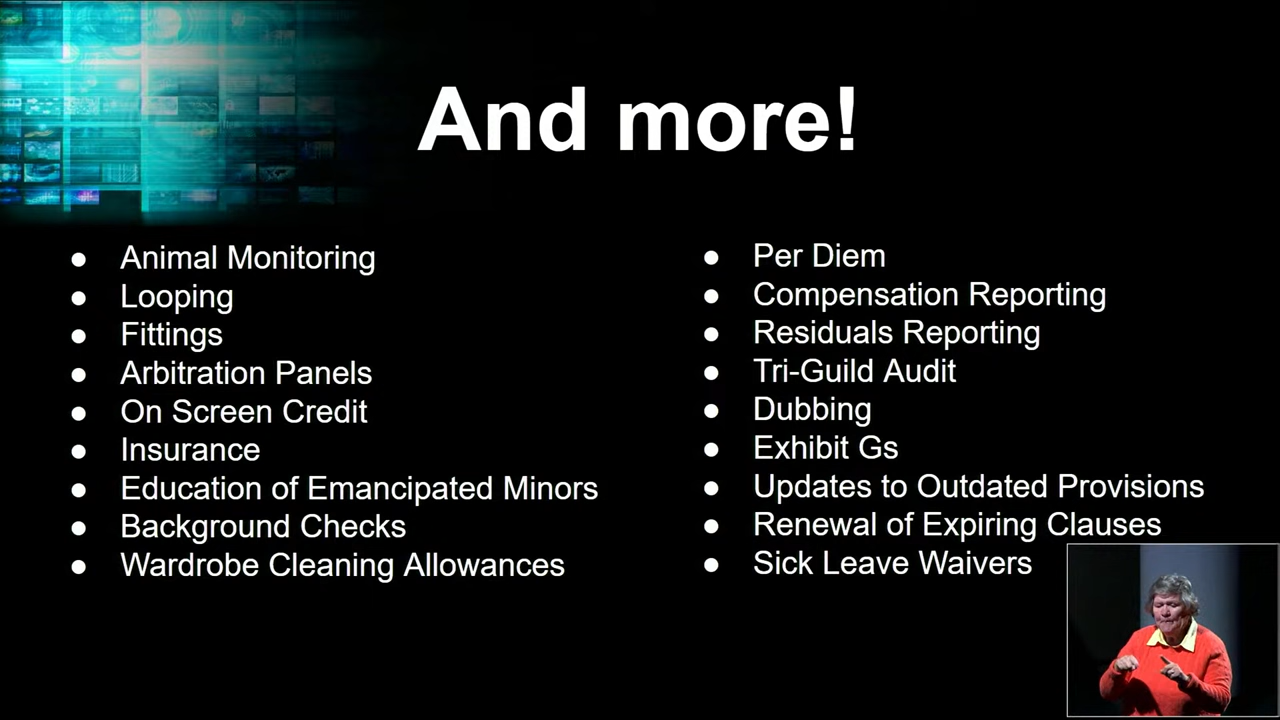 And more!
● Animal Monitoring
● Looping
● Fittings
● Arbitration Panels
● On Screen Credit
● Insurance
● Education of Emancipated Minors
● Background Checks
● Wardrobe Cleaning Allowances
● Per Diem
● Compensation Reporting
● Residuals Reporting
● Tri-Guild Audit
● Dubbing
● Exhibit Gs
● Updates to Outdated Provisions
● Renewal of Expiring Clauses
● Sick Leave Waivers